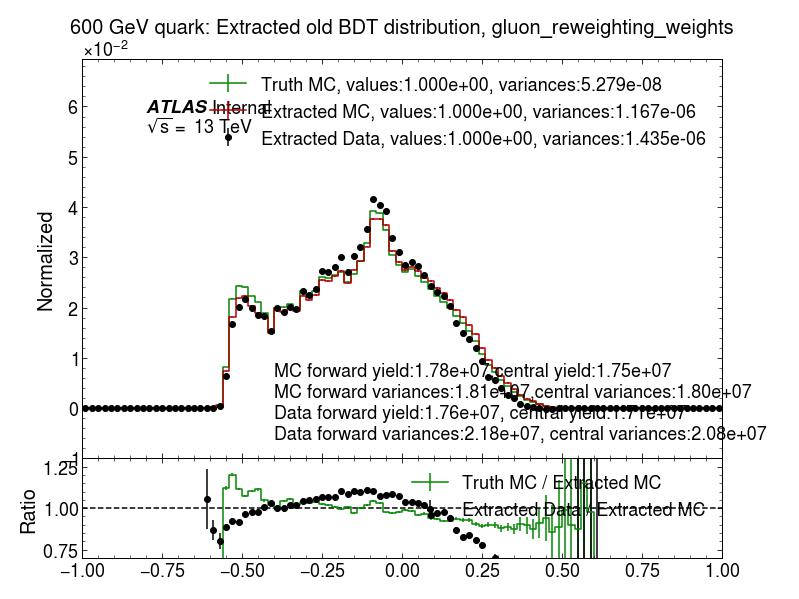 600 GeV quark: Extracted old BDT distribution, gluon_reweighting_weights
×10−2
Truth MC, values:1.000e+00, variances:5.279e-08
ATLAS Internal
Extracted MC, values:1.000e+00, variances:1.167e-06
√s = 13 TeV
Extracted Data, values:1.000e+00, variances:1.435e-06
6
5
4
3
2
1
0
Normalized
MC forward yield:1.78e+07, central yield:1.75e+07
MC forward variances:1.81e+07, central variances:1.80e+07
Data forward yield:1.76e+07, central yield:1.71e+07
Data forward variances:2.18e+07, central variances:2.08e+07
1.25
1.00
0.75
Ratio
Truth MC / Extracted MC
Extracted Data / Extracted MC
−1.00 −0.75 −0.50 −0.25 0.00 0.25 0.50 0.75 1.00